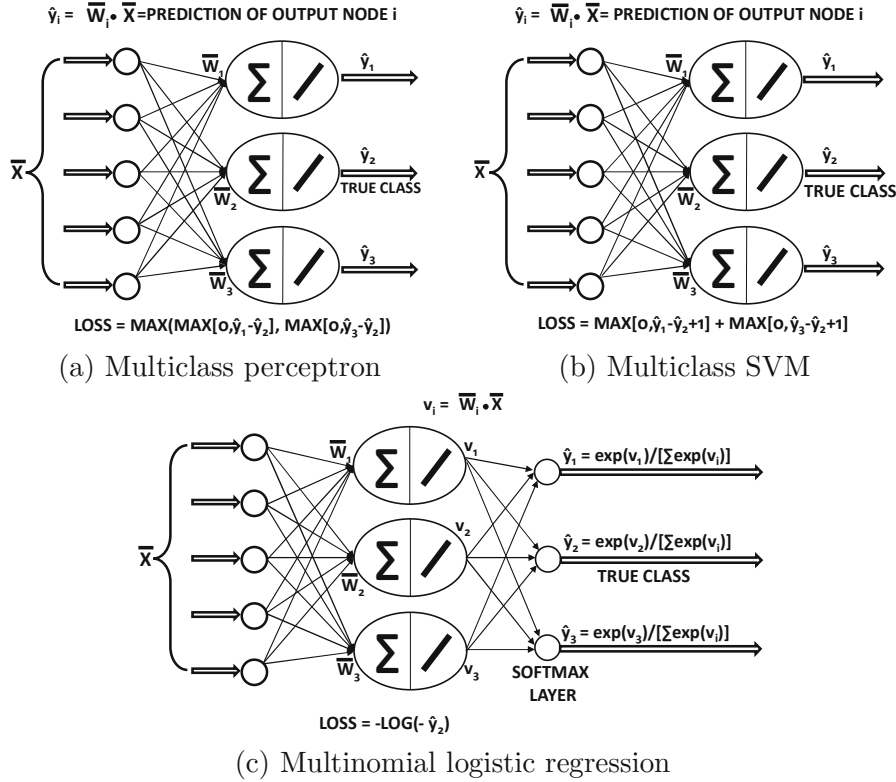 ŷi = W̅i • X̅ =PREDICTION OF OUTPUT NODE i
X̅
W̅1
W̅2
W̅3
∑
∑
∑
ŷ1
ŷ2
TRUE CLASS
ŷ3
LOSS = MAX(MAX[0,ŷ1-ŷ2], MAX[0,ŷ3-ŷ2])
(a) Multiclass perceptron
ŷi = W̅i • X̅ = PREDICTION OF OUTPUT NODE i
X̅
W̅1
W̅2
W̅3
∑
∑
∑
ŷ1
ŷ2
TRUE CLASS
ŷ3
LOSS = MAX[0,ŷ1-ŷ2+1] + MAX[0,ŷ3-ŷ2+1]
(b) Multiclass SVM
vi = W̅i • X̅
X̅
W̅1
W̅2
W̅3
∑
∑
∑
v1
v2
v3
ŷ1 = exp(v1)/[∑exp(vi)]
ŷ2 = exp(v2)/[∑exp(vi)]
TRUE CLASS
ŷ3 = exp(v3)/[∑exp(vi)]
SOFTMAX
LAYER
LOSS = -LOG(- ŷ2)
(c) Multinomial logistic regression